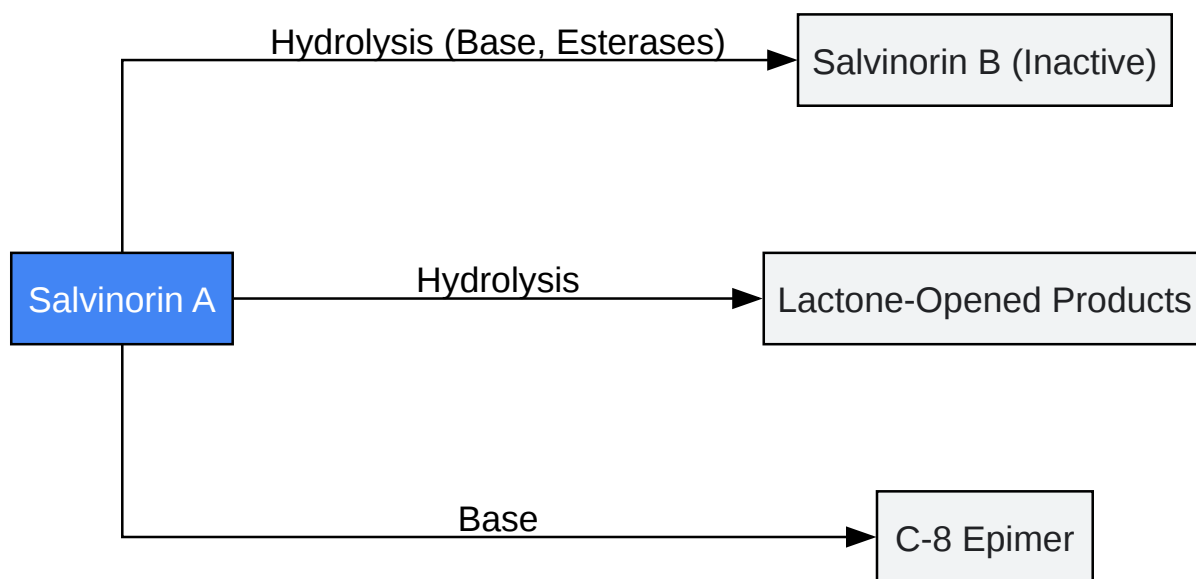 Hydrolysis (Base, Esterases)
Salvinorin B (Inactive)
Salvinorin A
Hydrolysis
Lactone-Opened Products
Base
C-8 Epimer